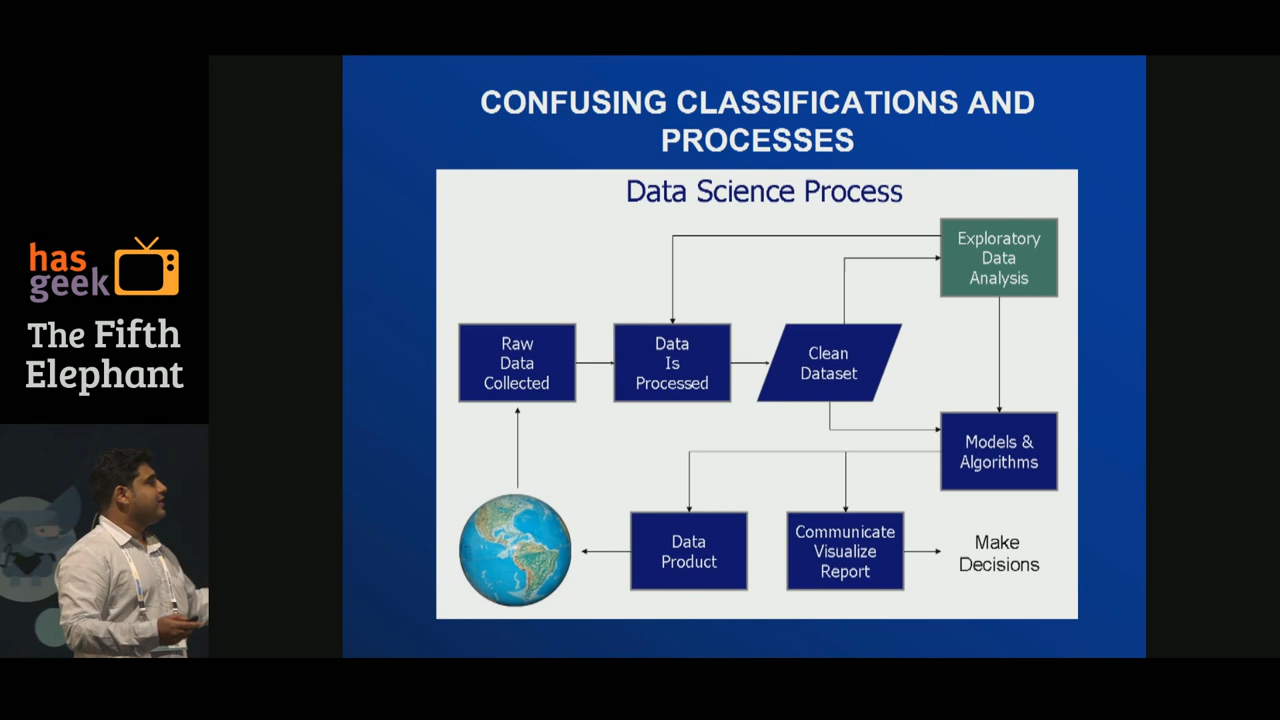 CONFUSING CLASSIFICATIONS AND
PROCESSES
Data Science Process
Exploratory
Data
Analysis
Raw
Data
Collected
Data
Is
Processed
Clean
Dataset
Models &
Algorithms
Data
Product
Communicate
Visualize
Report
Make
Decisions
has
geek
The Fifth
Elephant